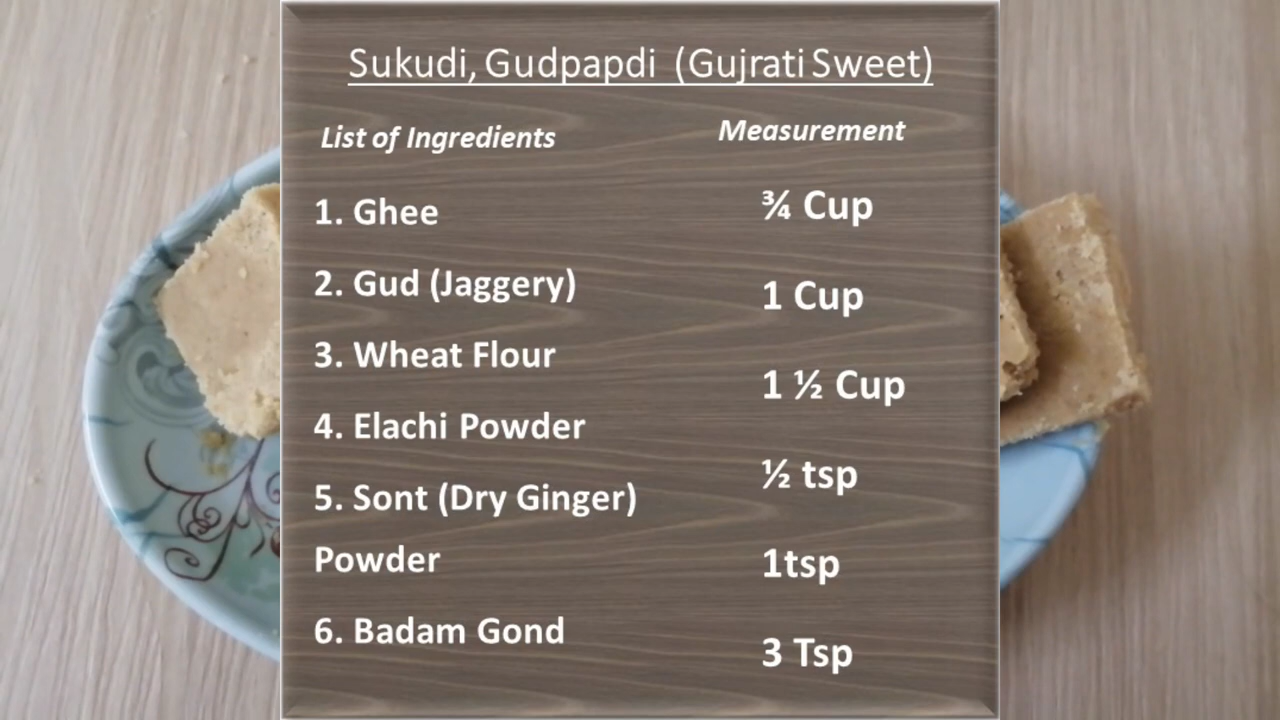 Sukudi, Gudpapdi (Gujrati Sweet)
List of Ingredients Measurement
1. Ghee ¾ Cup
2. Gud (Jaggery) 1 Cup
3. Wheat Flour 1 ½ Cup
4. Elachi Powder ½ tsp
5. Sont (Dry Ginger)
Powder 1tsp
6. Badam Gond 3 Tsp